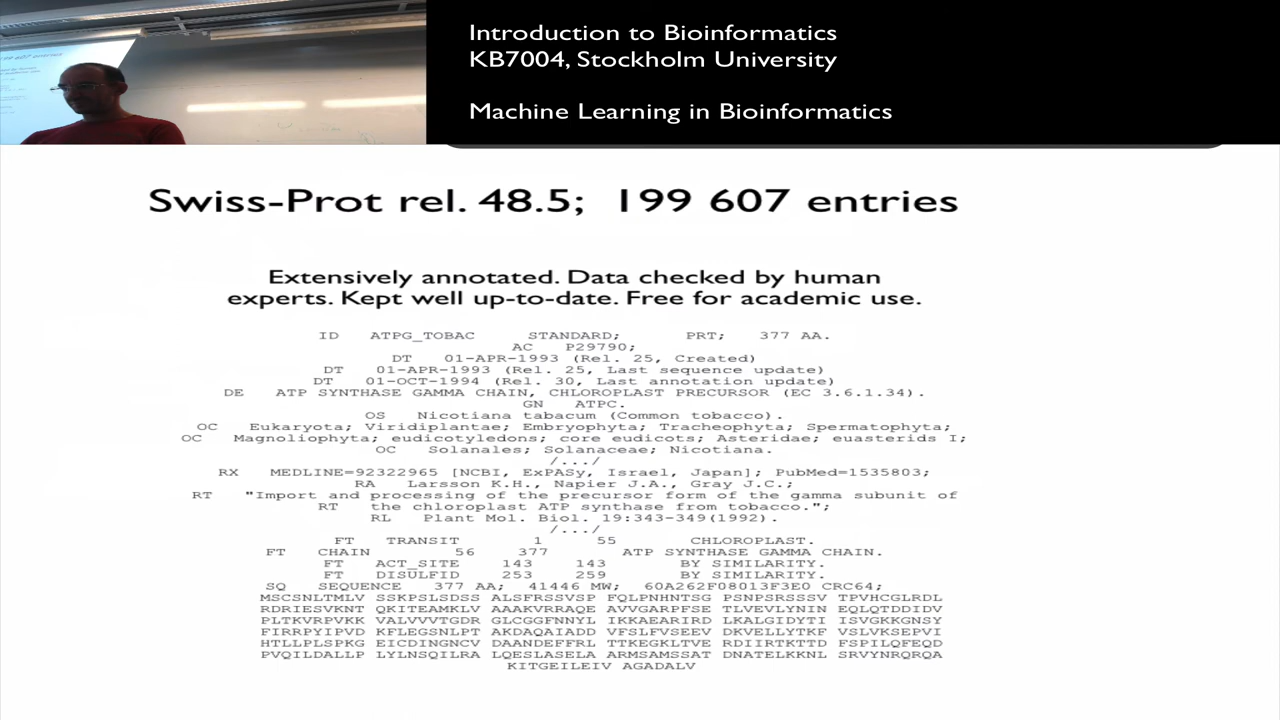 Introduction to Bioinformatics
KB7004, Stockholm University
Machine Learning in Bioinformatics
Swiss-Prot rel. 48.5; 199 607 entries
Extensively annotated. Data checked by human
experts. Kept well up-to-date. Free for academic use.
ID ATPG_TOBAC STANDARD; PRT; 377 AA.
AC P29790;
DT 01-APR-1993 (Rel. 25, Created)
DT 01-APR-1993 (Rel. 25, Last sequence update)
DT 01-OCT-1994 (Rel. 30, Last annotation update)
DE ATP SYNTHASE GAMMA CHAIN, CHLOROPLAST PRECURSOR (EC 3.6.1.34).
GN ATPC.
OS Nicotiana tabacum (Common tobacco).
OC Eukaryota; Viridiplantae; Embryophyta; Tracheophyta; Spermatophyta;
OC Magnoliophyta; eudicotyledons; core eudicots; Asteridae; euasterids I;
OC Solanales; Solanaceae; Nicotiana.
/.../
RX MEDLINE=92322965 [NCBI, ExPASy, Israel, Japan]; PubMed=1535803;
RA Larsson K.H., Napier J.A., Gray J.C.;
RT "Import and processing of the precursor form of the gamma subunit of
RT the chloroplast ATP synthase from tobacco.";
RL Plant Mol. Biol. 19:343-349(1992).
/.../
FT TRANSIT 1 55 CHLOROPLAST.
FT CHAIN 56 377 ATP SYNTHASE GAMMA CHAIN.
FT ACT_SITE 143 143 BY SIMILARITY.
FT DISULFID 253 259 BY SIMILARITY.
SQ SEQUENCE 377 AA; 41446 MW; 60A262F08013F3E0 CRC64;
MSCSNLTMLV SSKPSLSDSS ALSFRSSVSP FQLPNHNTSG PSNPSRSSSV TPVHCGLRDL
RDRIESVKNT QKITEAMKLV AAAKVRRAQE AVVGARPFSE TLVEVLYNIN EQLQTDDIDV
PLTKVRPVKK VALVVVTGDR GLCGGFNNYL IKKAEARIRD LKALGIDYTI ISVGKKGNSY
FIRRPYIPVD KFLEGSNLPT AKDAQAIADD VFSLFVSEEV DKVELLYTKF VSLVKSEPVI
HTLLPLSPKG EICDINGNCV DAANDEFFRL TTKEGKLTVE RDIIRTKTTD FSPILQFEQD
PVQILDALLP LYLNSQILRA LQESLASELA ARMSAMSSAT DNATELKKNL SRVYNRQRQA
KITGEILEIV AGADALV